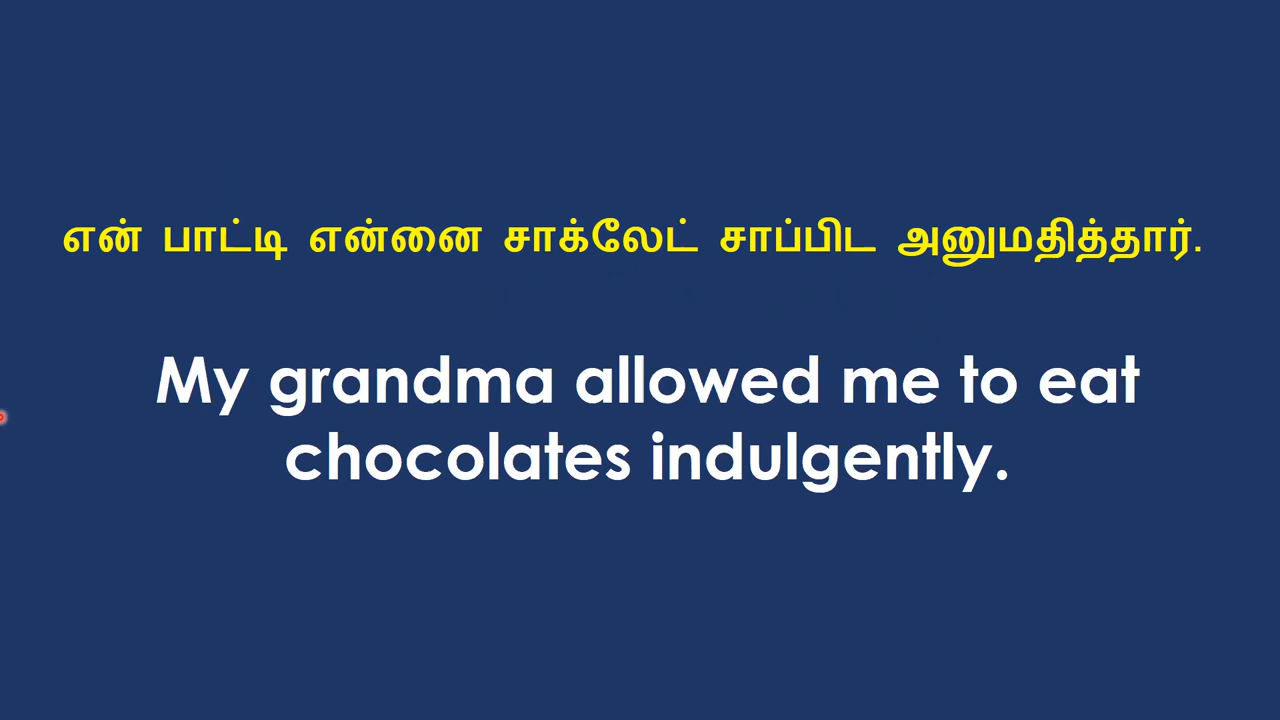 என் பாட்டி என்னை சாக்லேட் சாப்பிட அனுமதித்தார்.
My grandma allowed me to eat
chocolates indulgently.